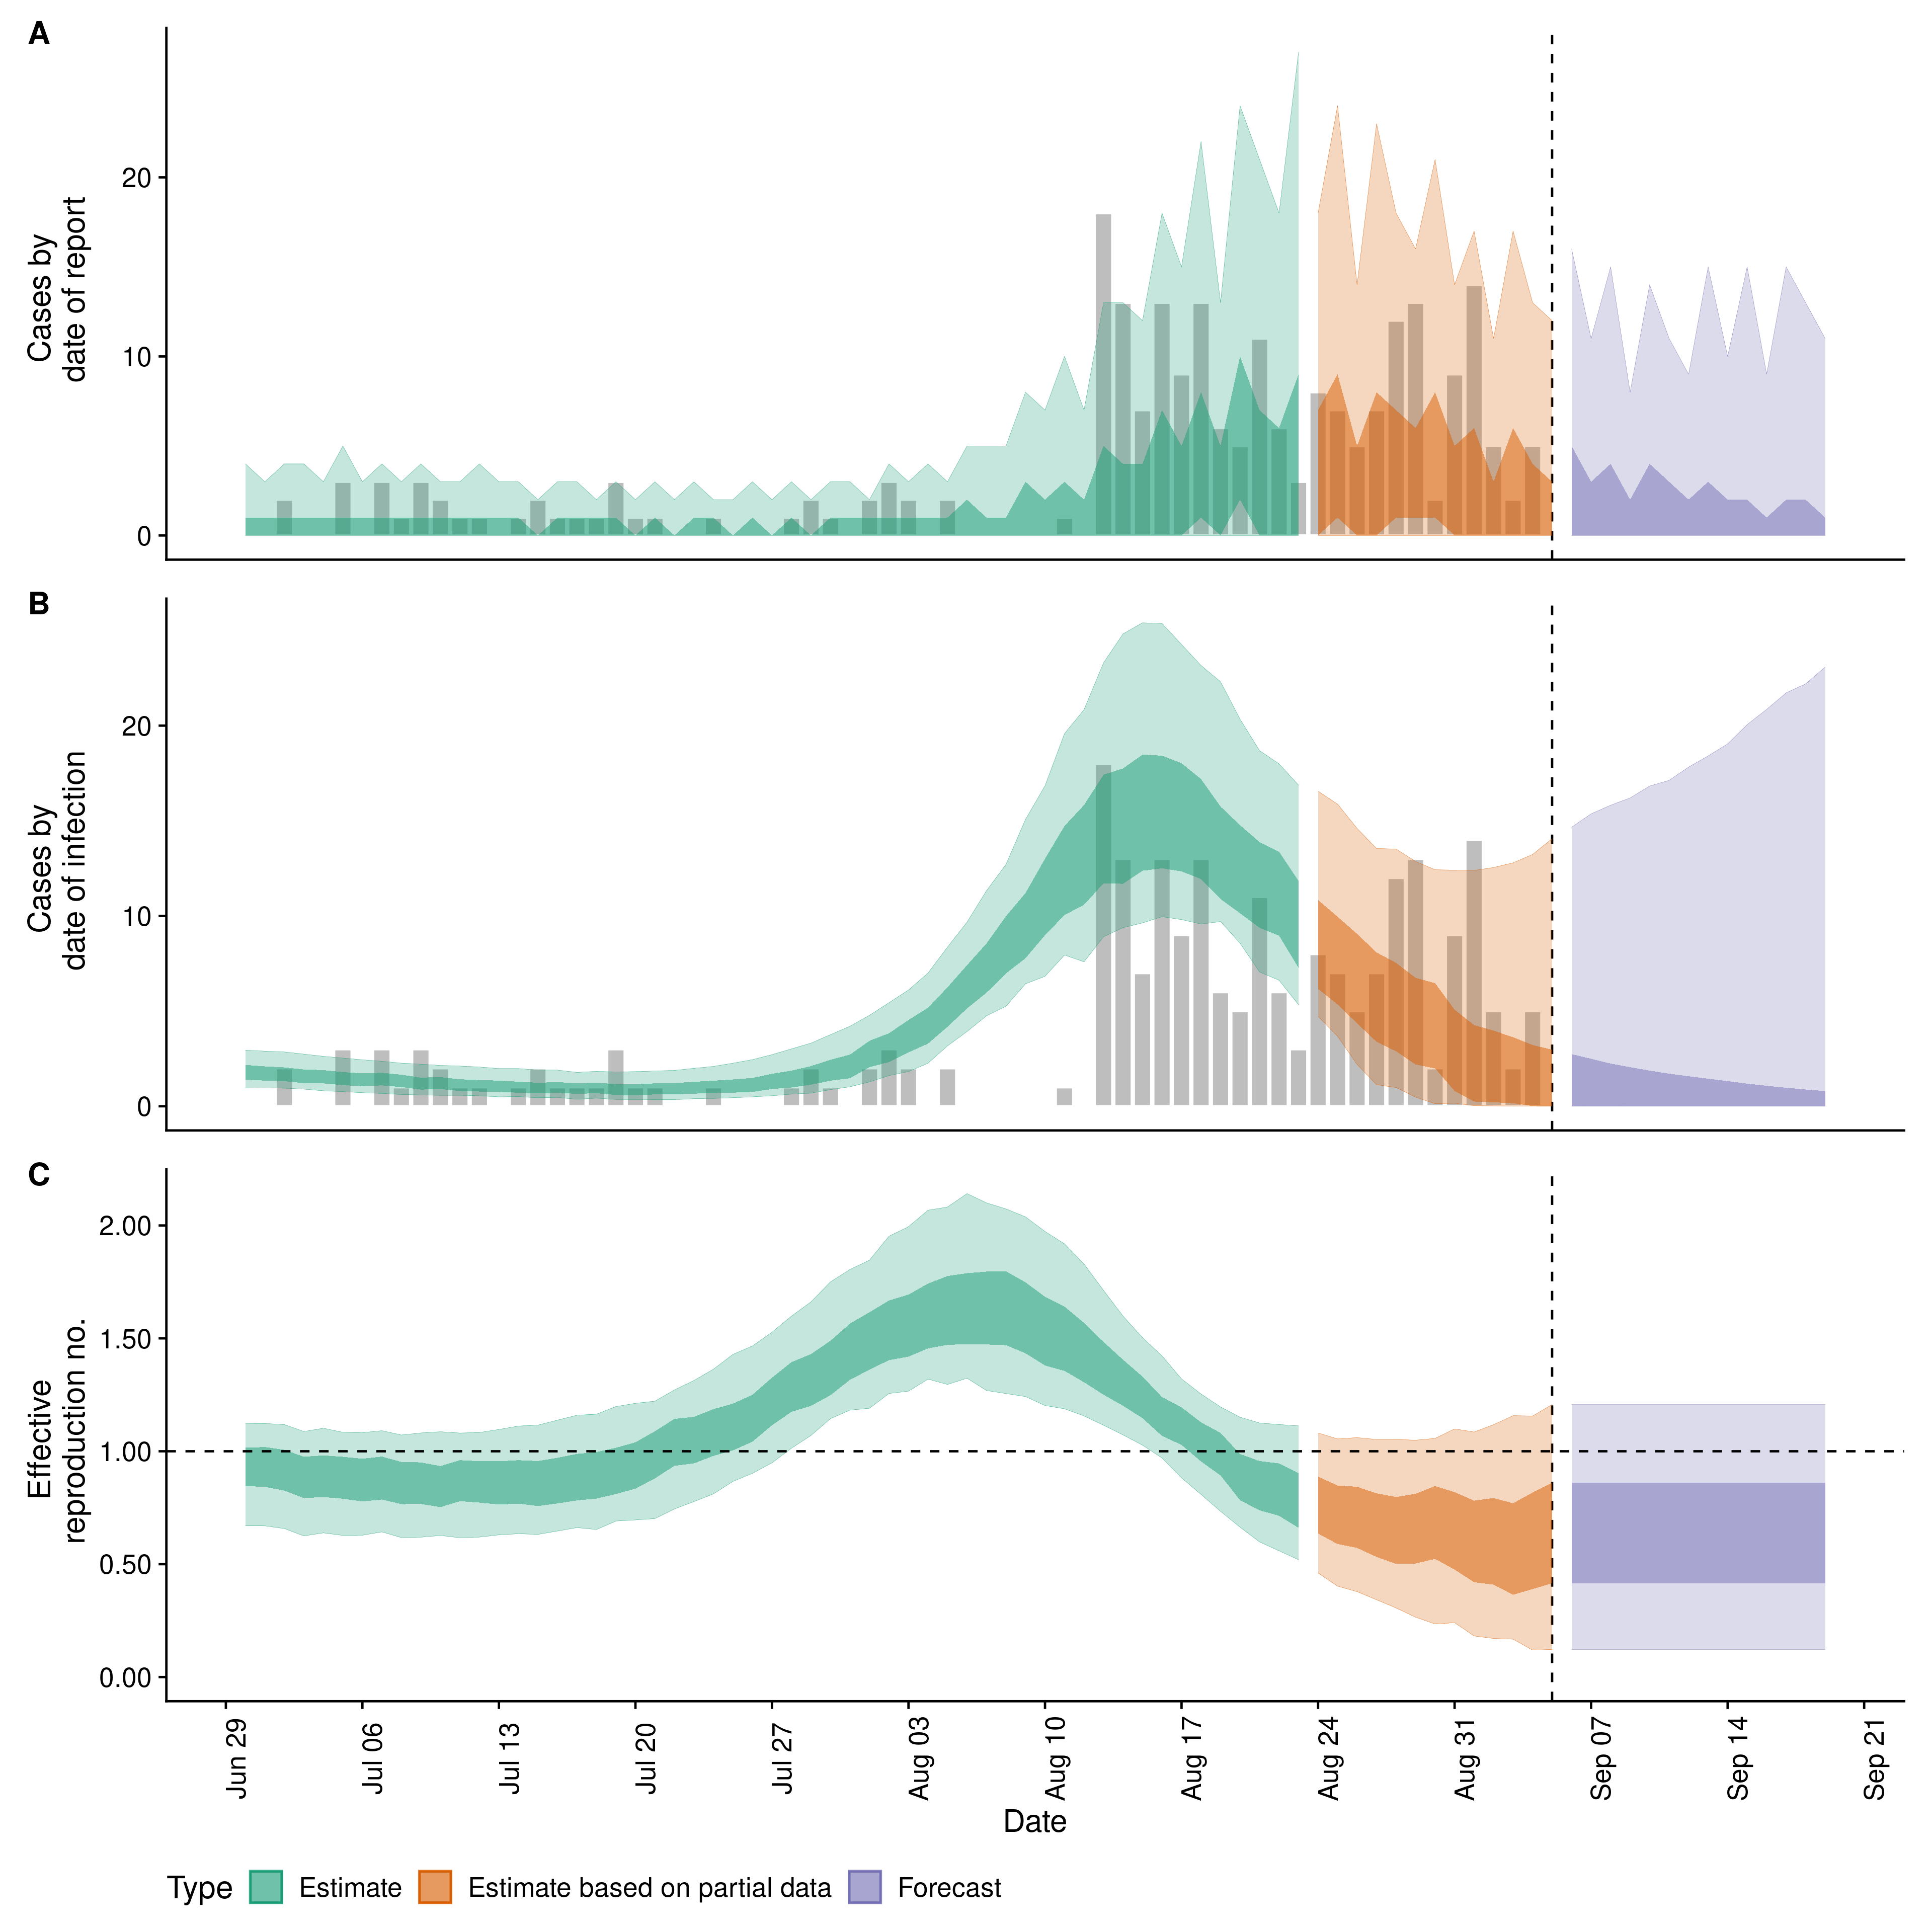 A
Cases by
date of report
20
10
0
B
Cases by
date of infection
20
10
0
C
Effective
reproduction no.
2.00
1.50
1.00
0.50
0.00
Jun 29
Jul 06
Jul 13
Jul 20
Jul 27
Aug 03
Aug 10
Aug 17
Aug 24
Aug 31
Sep 07
Sep 14
Sep 21
Date
Type Estimate Estimate based on partial data Forecast